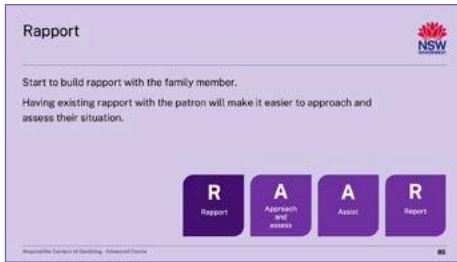 Rapport
NSW
GOVERNMENT
Start to build rapport with the family member.
Having existing rapport with the patron will make it easier to approach and
assess their situation.
R
Rapport
A
Approach
and
assess
A
Assist
R
Report
Responsible Conduct of Gambling - Advanced Course